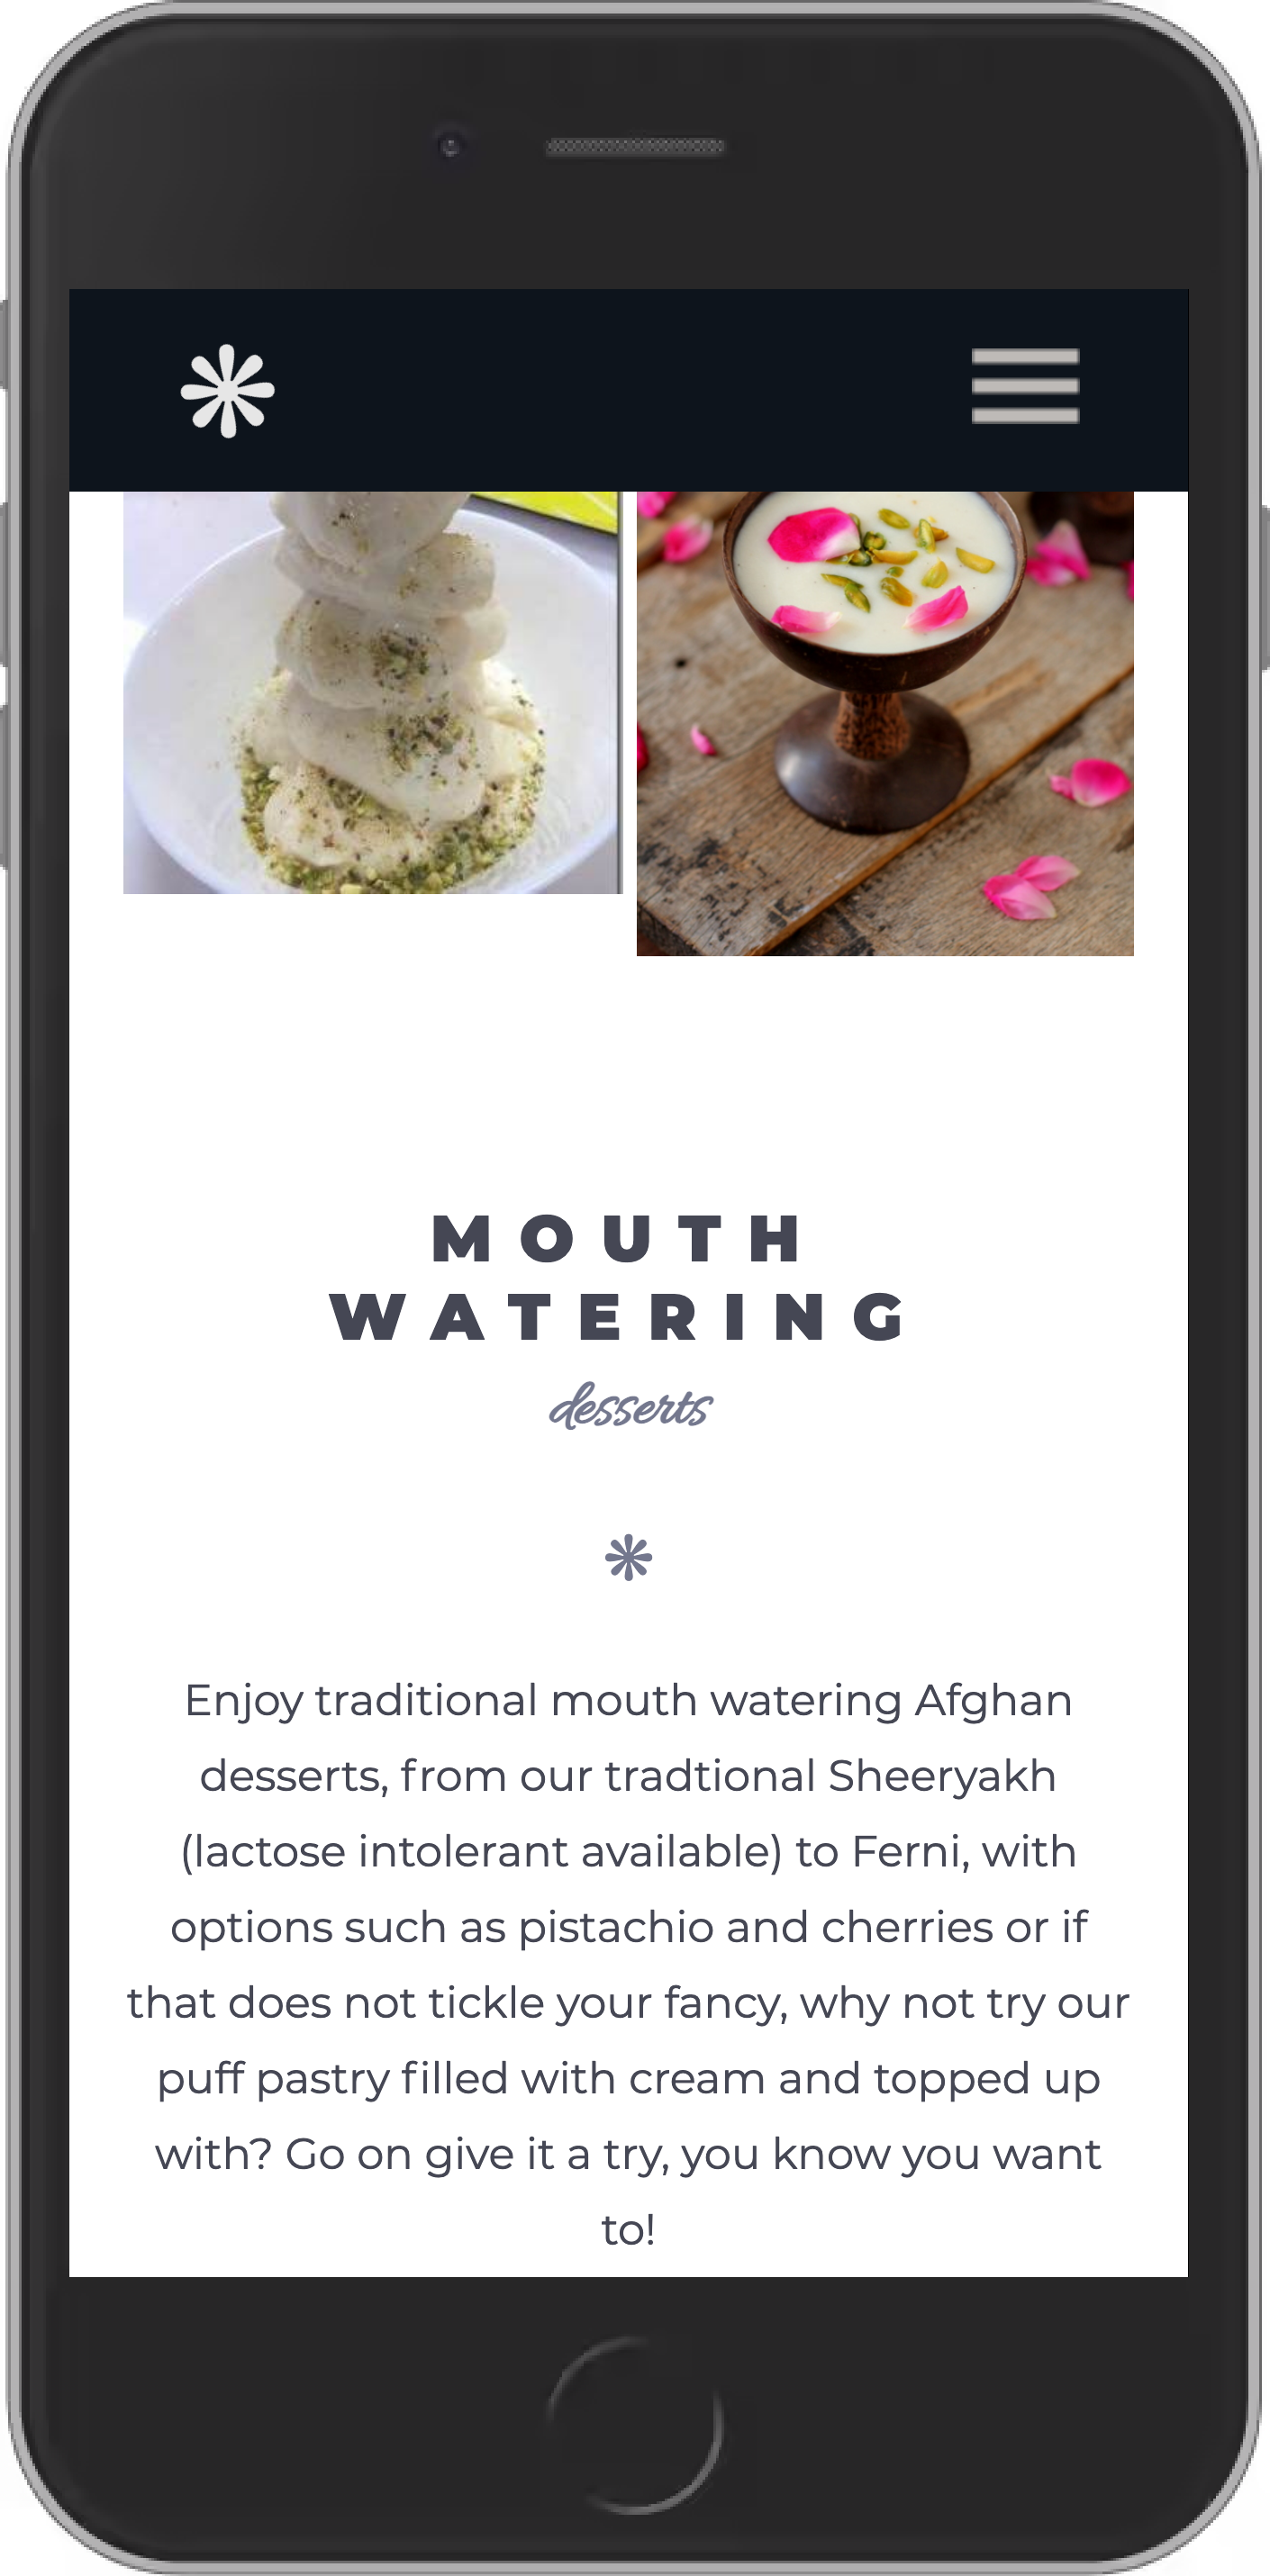 MOUTH
WATERING
desserts
Enjoy traditional mouth watering Afghan
desserts, from our tradtional Sheeryakh
(lactose intolerant available) to Ferni, with
options such as pistachio and cherries or if
that does not tickle your fancy, why not try our
puff pastry filled with cream and topped up
with? Go on give it a try, you know you want
to!